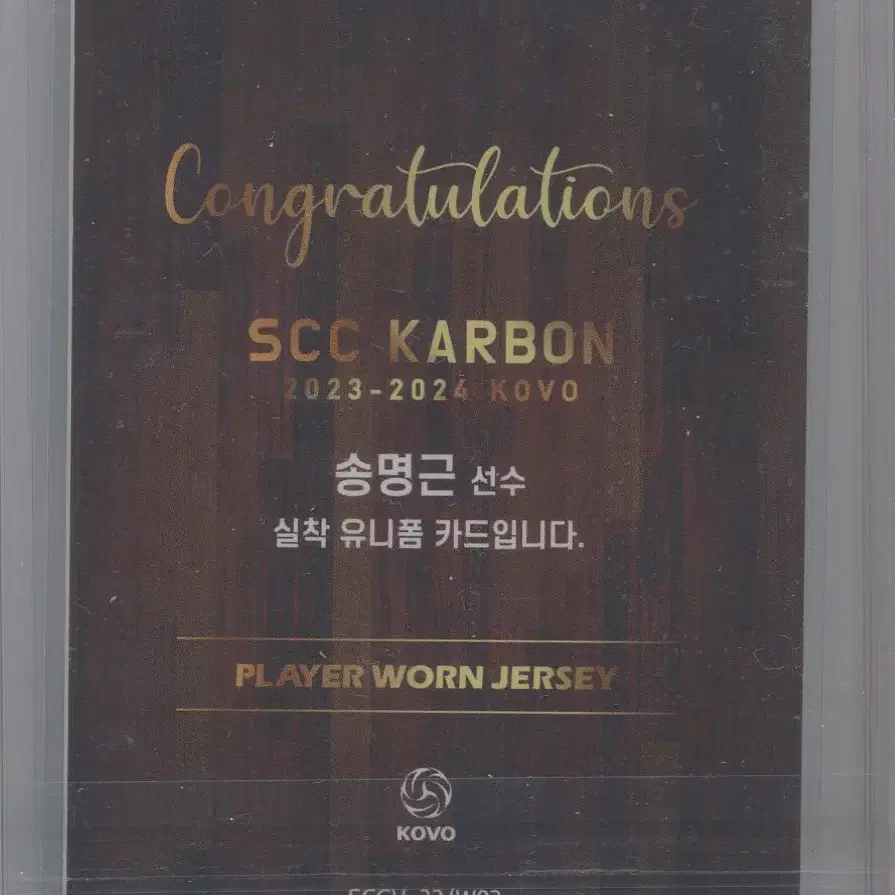 Congratulations
SCC KARBON
2023-2024 KOVO
송명근 선수
실착 유니폼 카드입니다.
PLAYER WORN JERSEY
KOVO